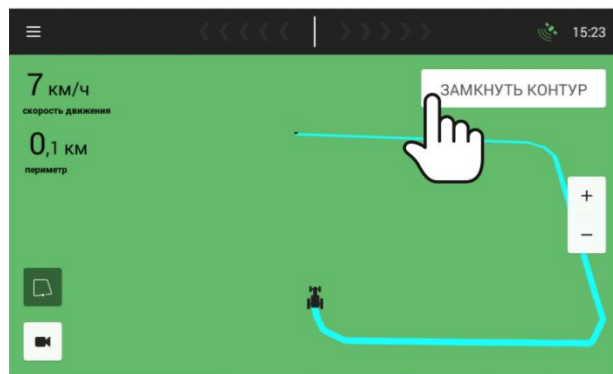 15:23
7 км/ч
скорость движения
ЗАМКНУТЬ КОНТУР
0,1 км
периметр
+
−